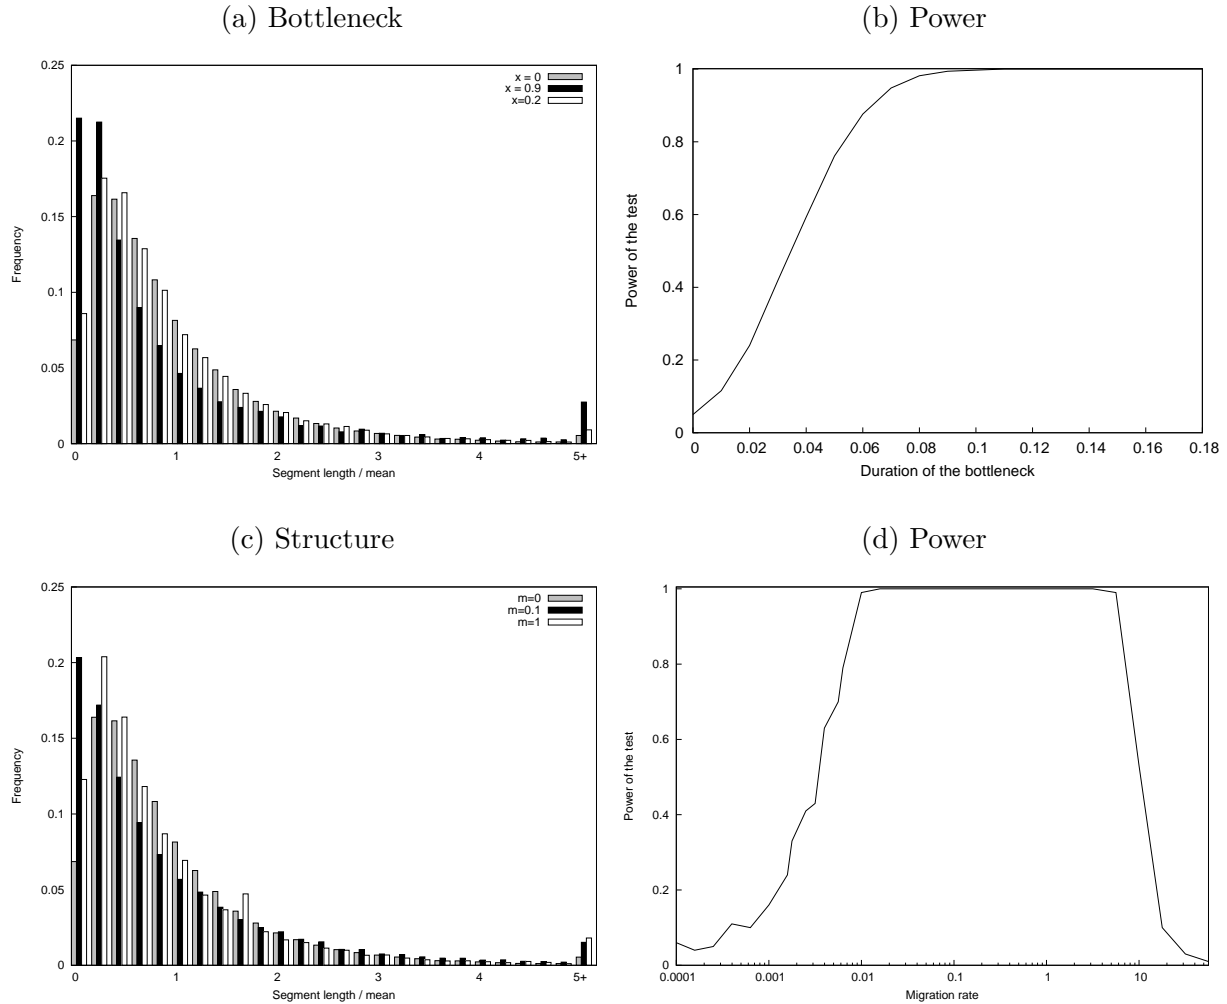 (a) Bottleneck
0.25
0.2
0.15
0.1
0.05
0
Frequency
x = 0
x = 0.9
x=0.2
0 1 2 3 4 5+
Segment length / mean
(b) Power
1
0.8
0.6
0.4
0.2
0
Power of the test
0 0.02 0.04 0.06 0.08 0.1 0.12 0.14 0.16 0.18
Duration of the bottleneck
(c) Structure
0.25
0.2
0.15
0.1
0.05
0
Frequency
m=0
m=0.1
m=1
0 1 2 3 4 5+
Segment length / mean
(d) Power
1
0.8
0.6
0.4
0.2
0
Power of the test
0.0001 0.001 0.01 0.1 1 10
Migration rate